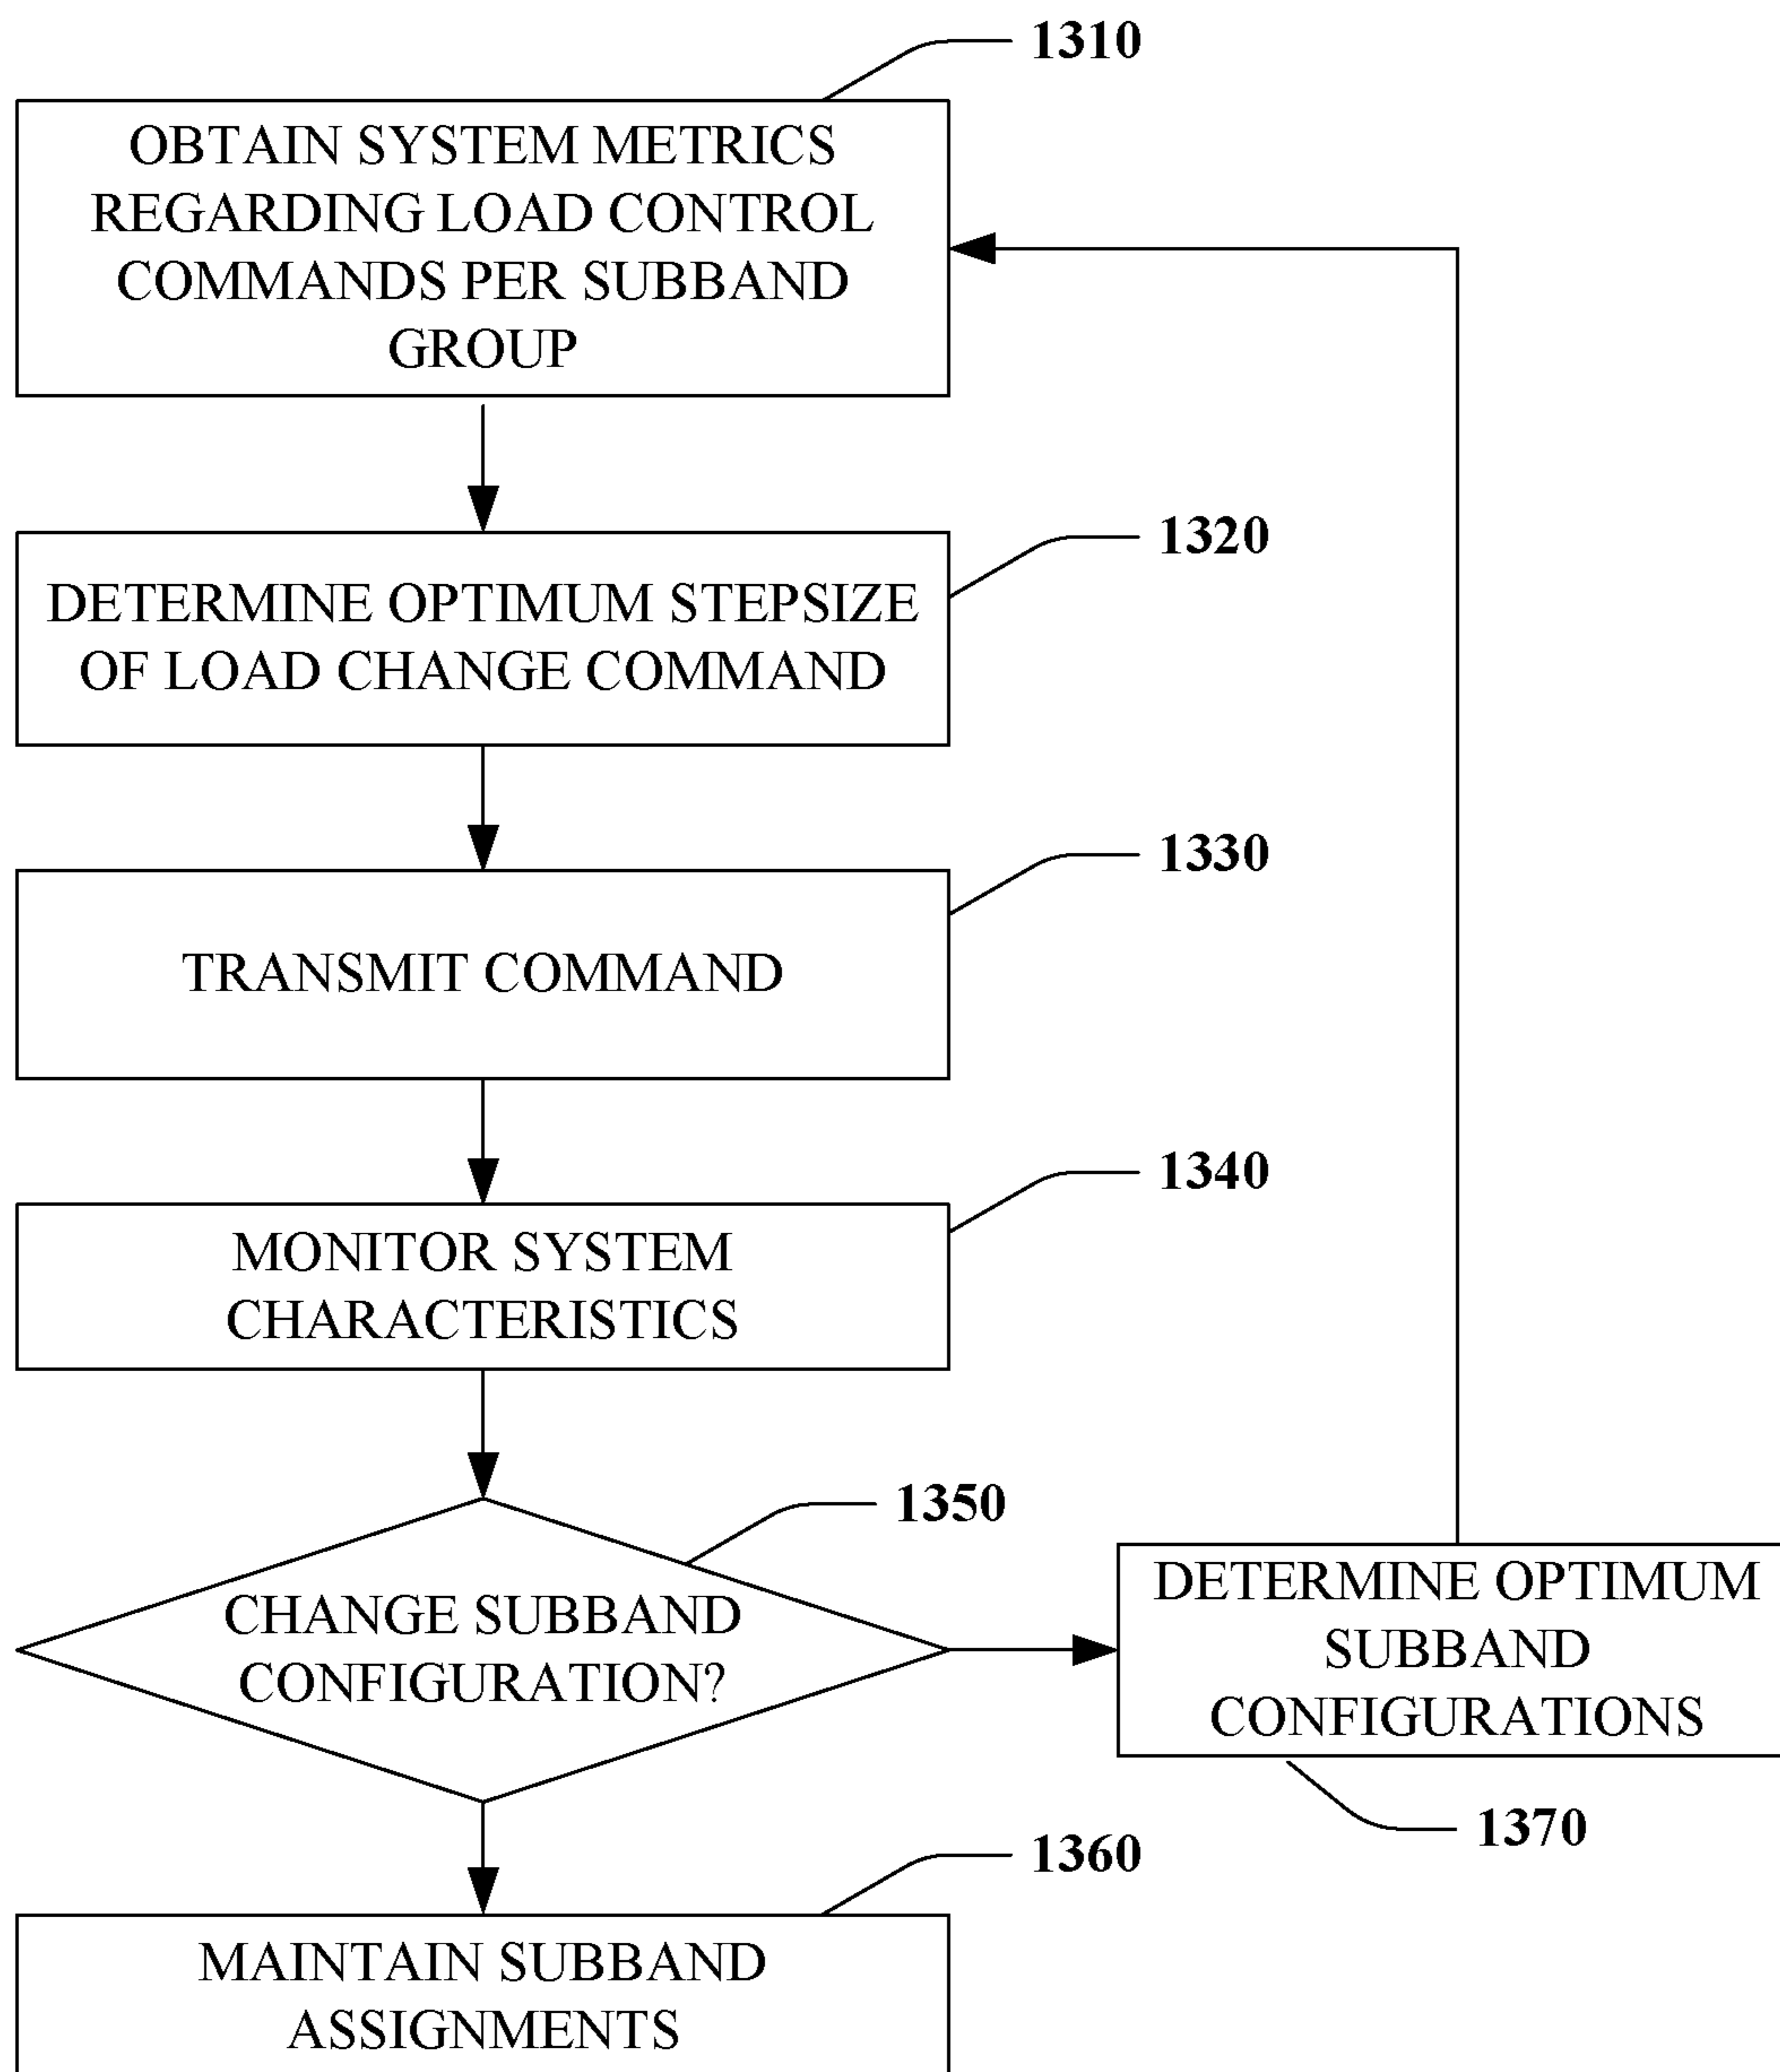 1310
OBTAIN SYSTEM METRICS
REGARDING LOAD CONTROL
COMMANDS PER SUBBAND
GROUP
1320
DETERMINE OPTIMUM STEPSIZE
OF LOAD CHANGE COMMAND
1330
TRANSMIT COMMAND
1340
MONITOR SYSTEM
CHARACTERISTICS
1350
CHANGE SUBBAND
CONFIGURATION?
DETERMINE OPTIMUM
SUBBAND
CONFIGURATIONS
1370
1360
MAINTAIN SUBBAND
ASSIGNMENTS